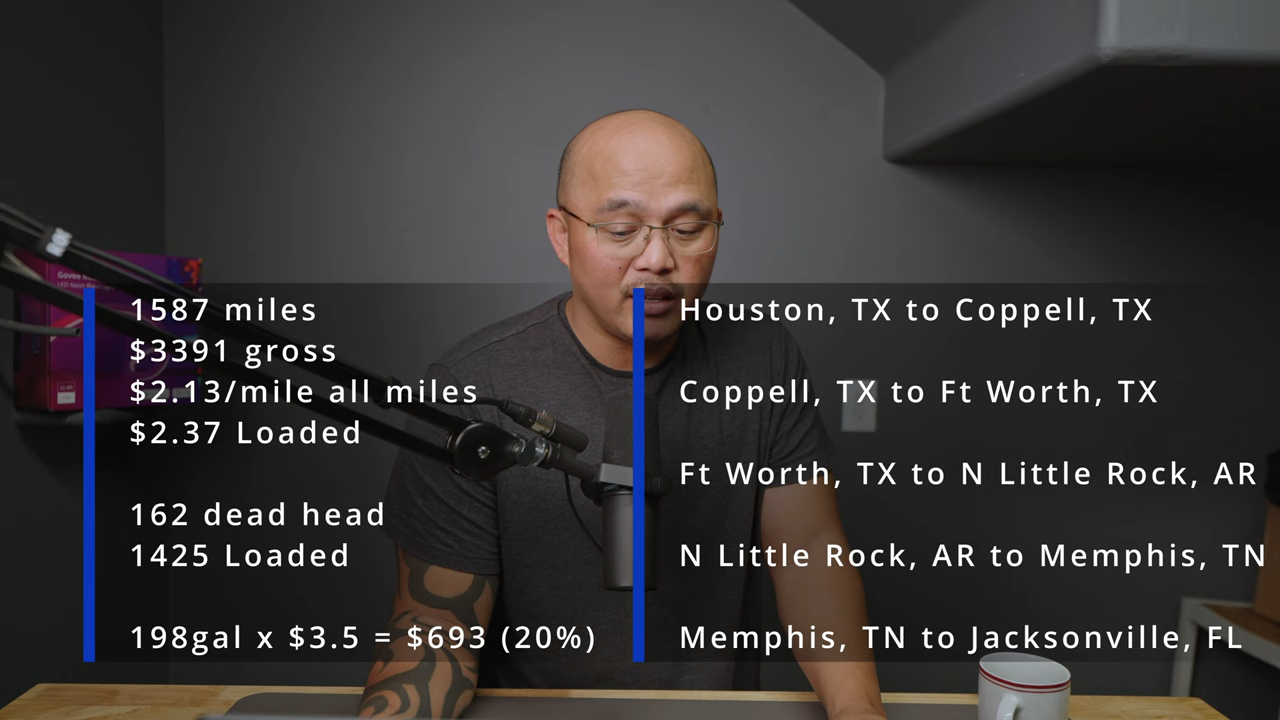 1587 miles
$3391 gross
$2.13/mile all miles
$2.37 Loaded
162 dead head
1425 Loaded
198gal x $3.5 = $693 (20%)
Houston, TX to Coppell, TX
Coppell, TX to Ft Worth, TX
Ft Worth, TX to N Little Rock, AR
N Little Rock, AR to Memphis, TN
Memphis, TN to Jacksonville, FL
Govee